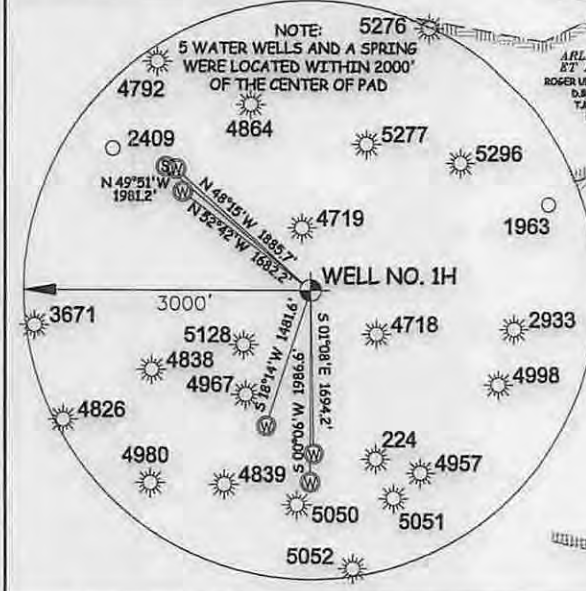 NOTE:
5 WATER WELLS AND A SPRING
WERE LOCATED WITHIN 2000'
OF THE CENTER OF PAD
5276
4792
4864
ET
2409
5277
5296
S
W
W
N 49°51'W
1981.2'
N 48°15'W 1885.7'
N 52°42'W 1682.2'
4719
1963
WELL NO. 1H
3000'
3671
5128
4718
2933
4838
4967
4998
4826
S 18°14'W 1481.6'
S 00°06'W 1986.6'
S 01°08'E 1654.2'
W
W
W
4980
4839
224
4957
5050
5051
5052